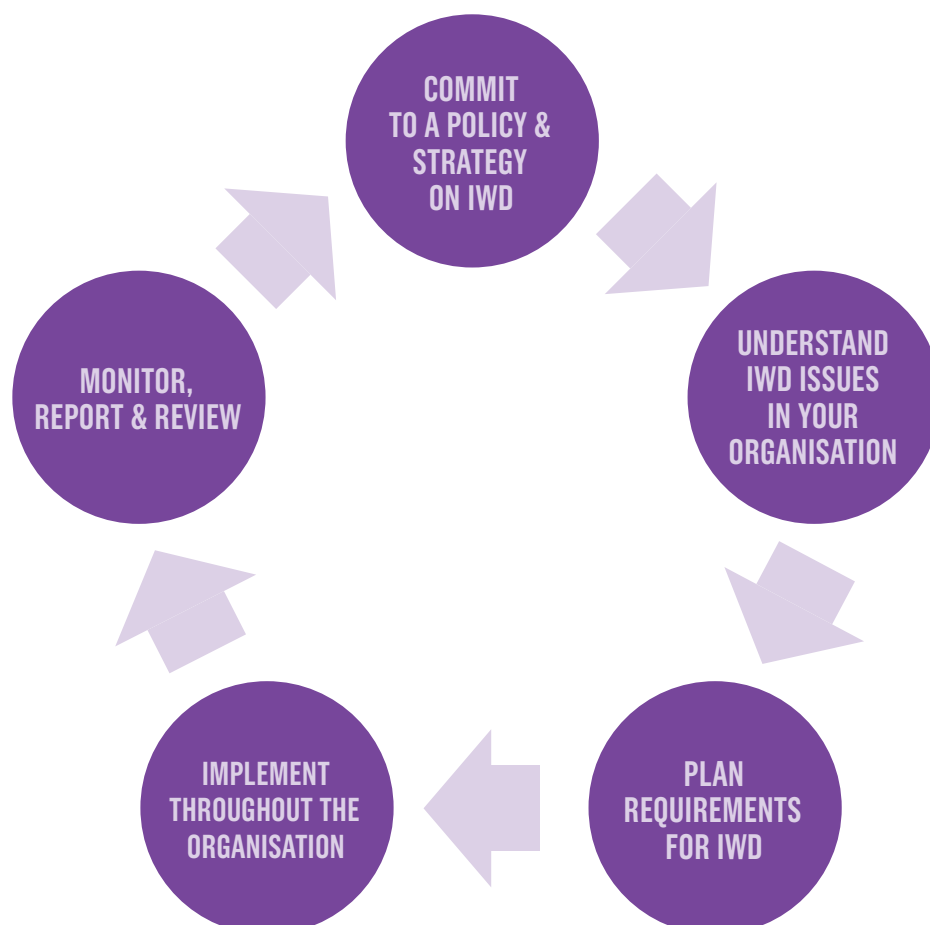 COMMIT
TO A POLICY &
STRATEGY
ON IWD
UNDERSTAND
IWD ISSUES
IN YOUR
ORGANISATION
PLAN
REQUIREMENTS
FOR IWD
IMPLEMENT
THROUGHOUT THE
ORGANISATION
MONITOR,
REPORT & REVIEW